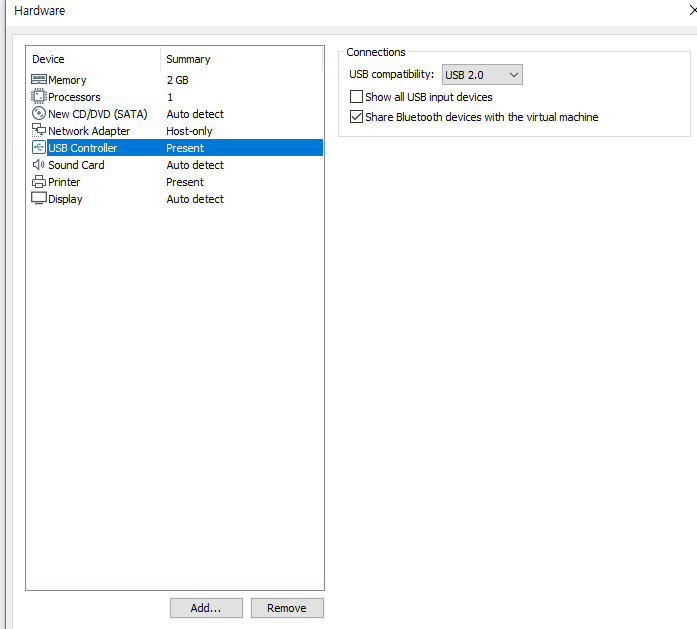 Hardware
Device Summary
Memory 2 GB
Processors 1
New CD/DVD (SATA) Auto detect
Network Adapter Host-only
USB Controller Present
Sound Card Auto detect
Printer Present
Display Auto detect
Add... Remove
Connections
USB compatibility: USB 2.0
Show all USB input devices
Share Bluetooth devices with the virtual machine